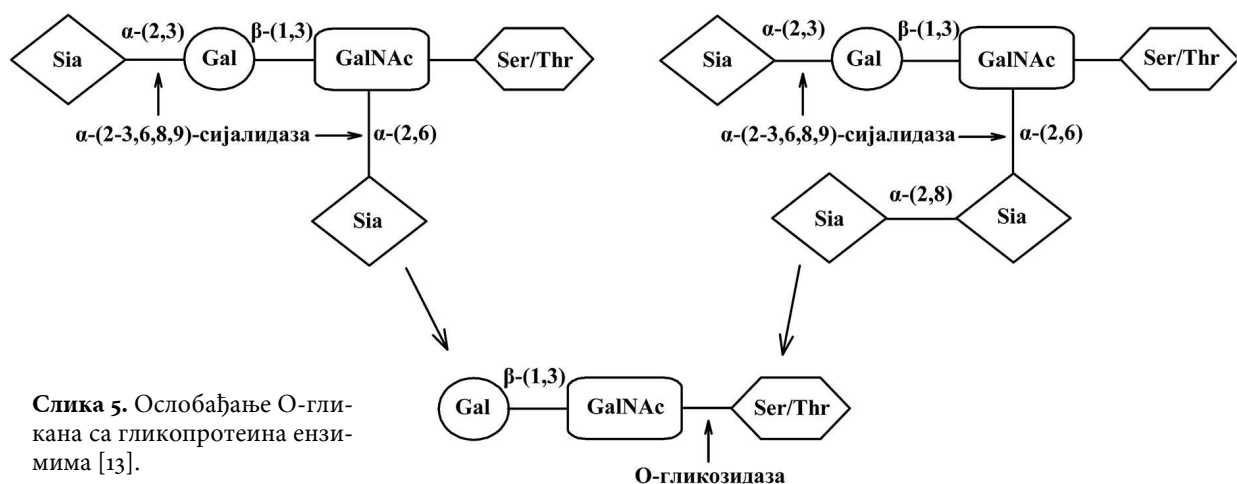 α-(2,3) β-(1,3)
Sia Gal GalNAc Ser/Thr
α-(2-3,6,8,9)-сијалидаза α-(2,6)
Sia
α-(2,3) β-(1,3)
Sia Gal GalNAc Ser/Thr
α-(2-3,6,8,9)-сијалидаза α-(2,6)
α-(2,8)
Sia Sia
β-(1,3)
Gal GalNAc Ser/Thr
О-гликозидаза
Слика 5. Ослобађање О-гли-
кана са гликопротеина ензи-
мима [13].